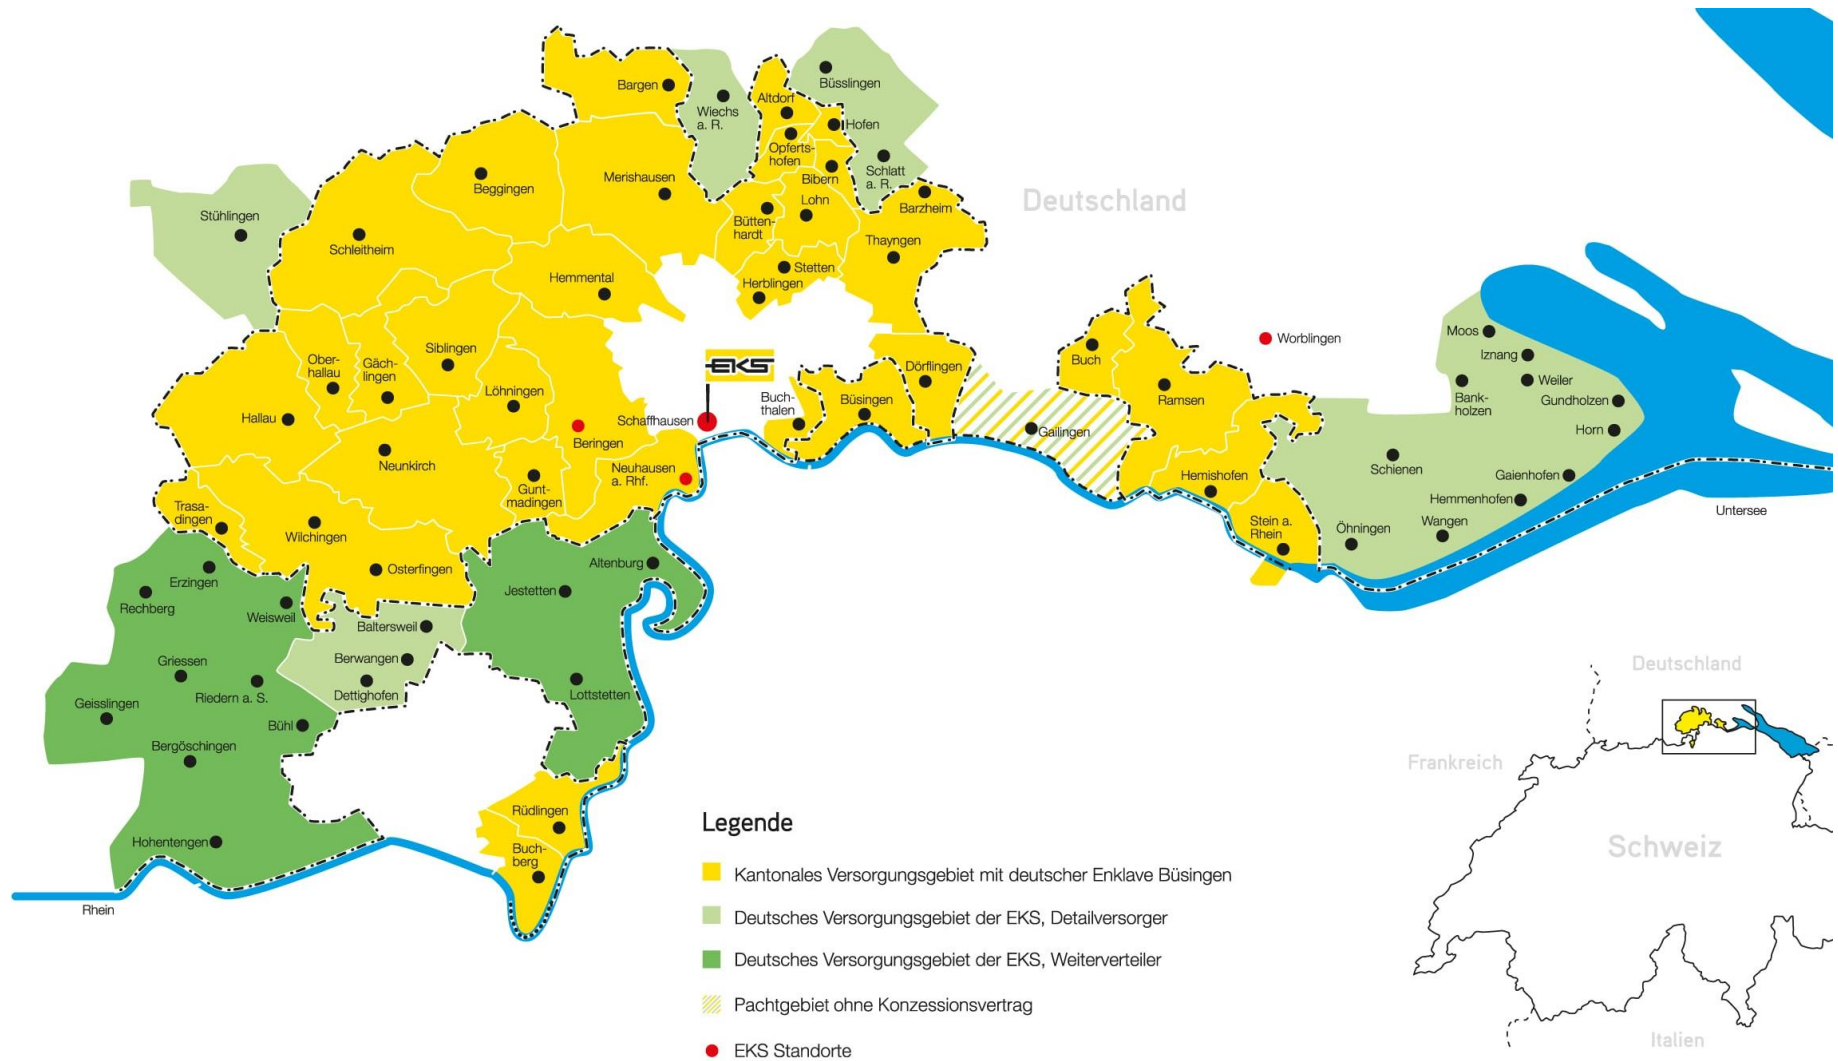 Bargen
Wiechs
a. R.
Altdorf
Büsslingen
Hofen
Opferts-
hofen
Schlatt
a. R.
Bibern
Beggingen
Merishausen
Lohn
Barzheim
Deutschland
Stühlingen
Bütten-
hardt
Schleitheim
Thayngen
Hemmental
Stetten
Herblingen
Moos
Worblingen
Iznang
Ober-
hallau
Gäch-
lingen
Siblingen
EKS
Dörflingen
Buch
Weiler
Löhningen
Buch-
thalen
Büsingen
Ramsen
Bank-
holzen
Gundholzen
Hallau
Schaffhausen
Gailingen
Horn
Beringen
Neunkirch
Neuhausen
a. Rhf.
Schienen
Gunt-
madingen
Hemishofen
Gaienhofen
Hemmenhofen
Trasa-
dingen
Wilchingen
Stein a.
Rhein
Öhningen
Wangen
Untersee
Osterfingen
Altenburg
Erzingen
Jestetten
Rechberg
Weisweil
Baltersweil
Griessen
Berwangen
Deutschland
Riedern a. S.
Dettighofen
Lottstetten
Geisslingen
Bühl
Bergöschingen
Frankreich
Rüdlingen
Hohentengen
Buch-
berg
Schweiz
Rhein
Italien
Legende
Kantonales Versorgungsgebiet mit deutscher Enklave Büsingen
Deutsches Versorgungsgebiet der EKS, Detailversorger
Deutsches Versorgungsgebiet der EKS, Weiterverteiler
Pachtgebiet ohne Konzessionsvertrag
EKS Standorte